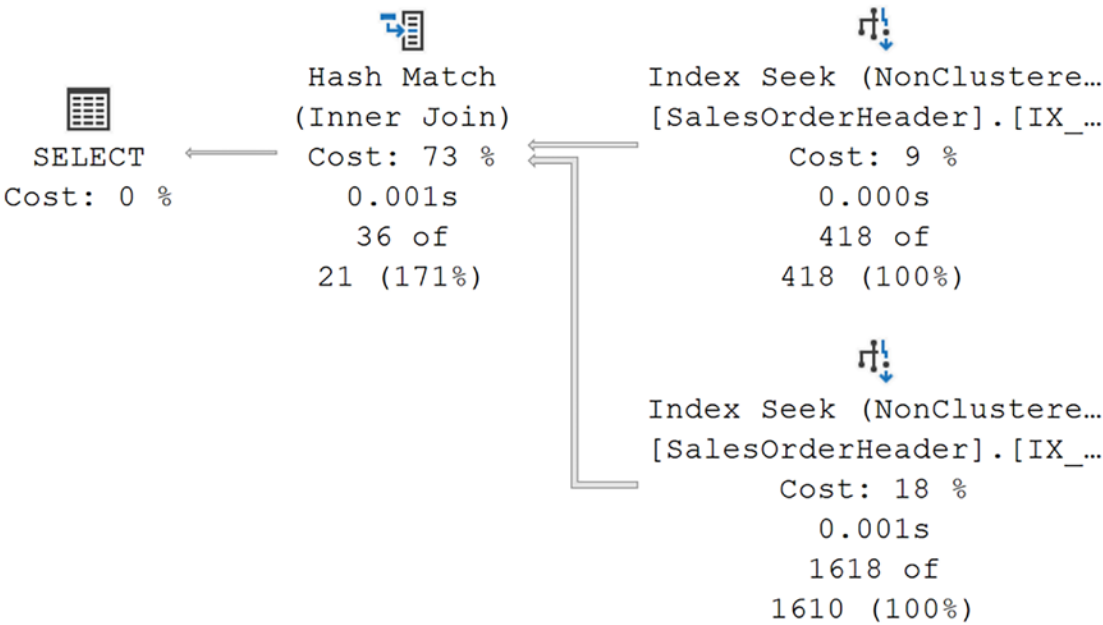 SELECT
Cost: 0 %
Hash Match
(Inner Join)
Cost: 73 %
0.001s
36 of
21 (171%)
Index Seek (NonClustere…
[SalesOrderHeader].[IX_…
Cost: 9 %
0.000s
418 of
418 (100%)
Index Seek (NonClustere…
[SalesOrderHeader].[IX_…
Cost: 18 %
0.001s
1618 of
1610 (100%)